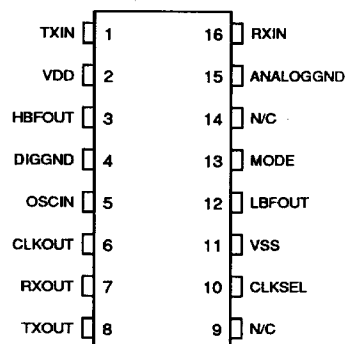 TXIN 1 16 RXIN
VDD 2 15 ANALOGGND
HBFOUT 3 14 N/C
DIGGND 4 13 MODE
OSCIN 5 12 LBFOUT
CLKOUT 6 11 VSS
RXOUT 7 10 CLKSEL
TXOUT 8 9 N/C